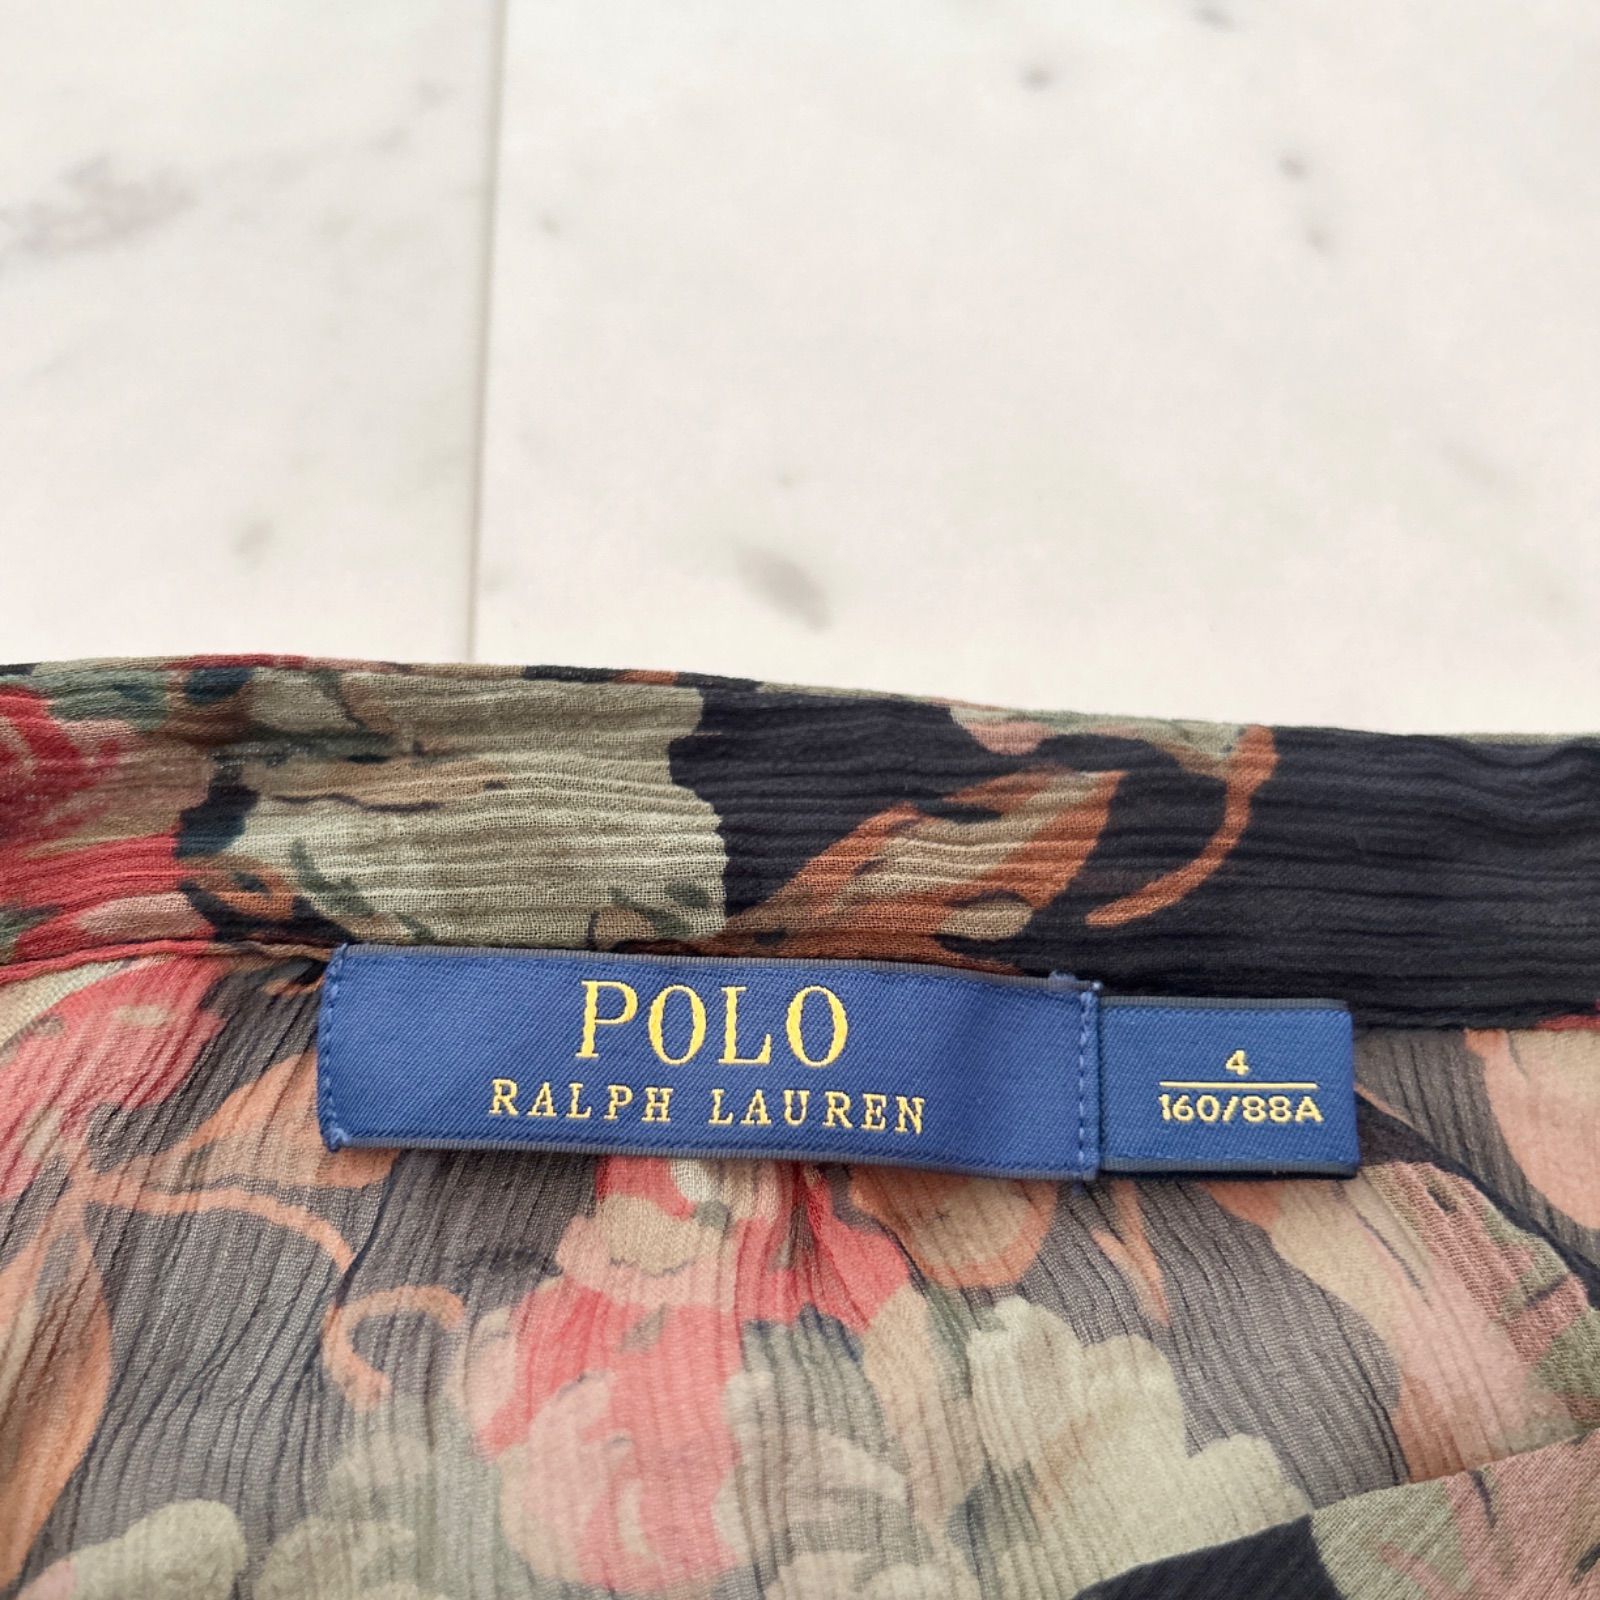 POLO
RALPH LAUREN
4
160/88A